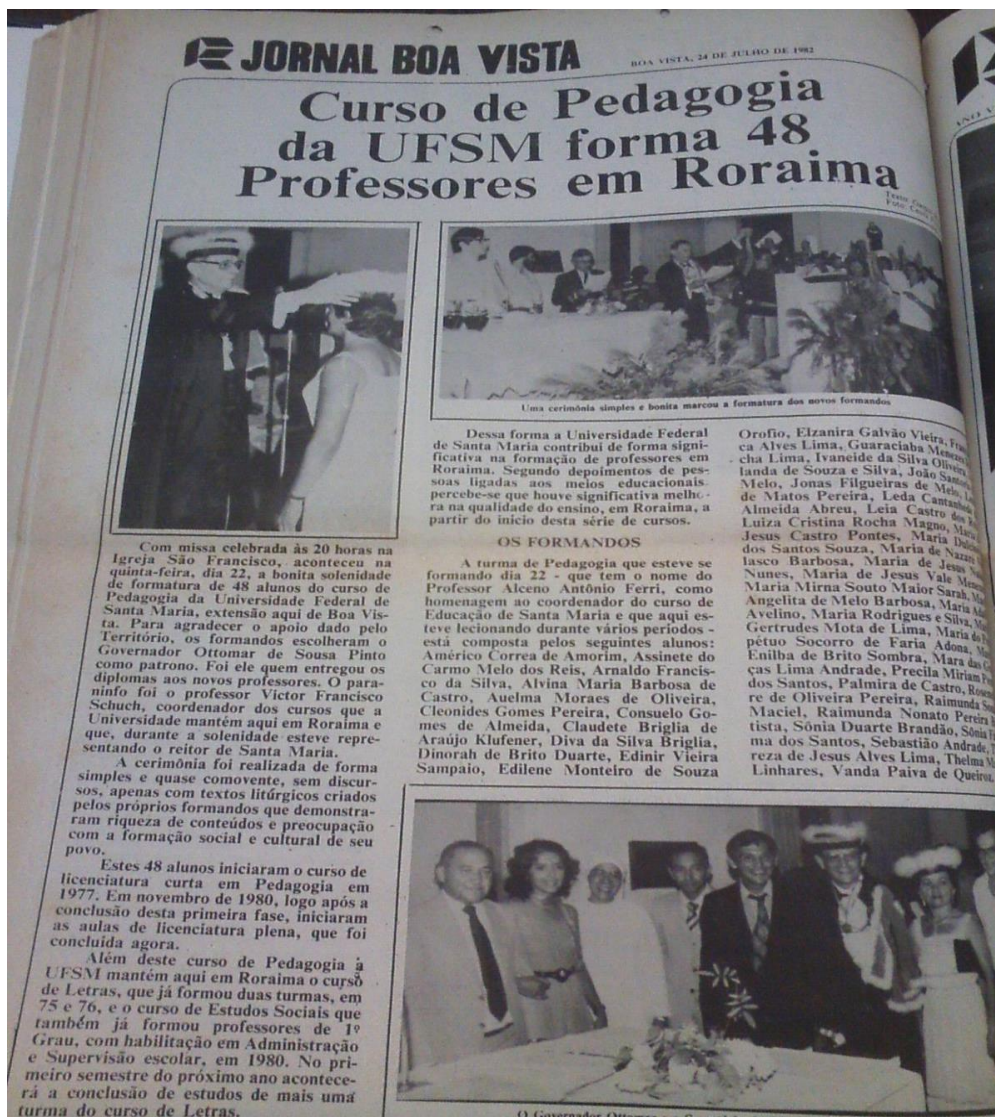 JORNAL BOA VISTA
BOA VISTA, 24 DE JULHO DE 1982
Curso de Pedagogia
da UFSM forma 48
Professores em Roraima
Texto:
Foto:
Uma cerimônia simples e bonita marcou a formatura dos novos formandos
Com missa celebrada às 20 horas na
Igreja São Francisco, aconteceu na
quinta-feira, dia 22, a bonita solenidade
de formatura de 48 alunos do curso de
Pedagogia da Universidade Federal de
Santa Maria, extensão aqui de Boa Vis-
ta. Para agradecer o apoio dado pelo
Território, os formandos escolherram o
Governador Ottomar de Sousa Pinto
como patrono. Foi ele quem entregou os
diplomas aos novos professores. O para-
ninfo foi o professor Victor Francisco
Schuch, coordenador dos cursos que a
Universidade mantém aqui em Roraima e
que, durante a solenidade esteve repre-
sentando o reitor de Santa Maria.
A cerimônia foi realizada de forma
simples e quase comovente, sem discur-
sos, apenas com textos litúrgicos criados
pelos próprios formandos que demonstra-
ram riqueza de conteúdos e preocupação
com a formação social e cultural de seu
povo.
Estes 48 alunos iniciaram o curso de
licenciatura curta em Pedagogia em
1977. Em novembro de 1980, logo após a
conclusão desta primeira fase, iniciaram
as aulas de licenciatura plena, que foi
concluída agora.
Além deste curso de Pedagogia a
UFSM mantém aqui em Roraima o curso
de Letras, que já formou duas turmas, em
75 e 76, e o curso de Estudos Sociais que
também já formou professores de 1º
Grau, com habilitação em Administração
e Supervisão escolar, em 1980. No pri-
meiro semestre do próximo ano acontece-
rá a conclusão de estudos de mais uma
turma do curso de Letras.
Dessa forma a Universidade Federal
de Santa Maria contribui de forma signi-
ficativa na formação de professores em
Roraima. Segundo depoimentos de pes-
soas ligadas aos meios educacionais
percebe-se que houve significativa melho-
ra na qualidade do ensino, em Roraima, a
partir do início desta série de cursos.
OS FORMANDOS
A turma de Pedagogia que esteve se
formando dia 22 - que tem o nome do
Professor Alceno Antônio Ferri, como
homenagem ao coordenador do curso de
Educação de Santa Maria e que aqui es-
teve lecionando durante vários períodos -
está composta pelos seguintes alunos:
Américo Correa de Amorim, Assinete do
Carmo Melo dos Reis, Arnaldo Francis-
co da Silva, Alvina Maria Barbosa de
Castro, Auelma Moraes de Oliveira,
Cleonides Gomes Pereira, Consuelo Go-
mes de Almeida, Claudete Briglia de
Araújo Klufener, Diva da Silva Briglia,
Dinorah de Brito Duarte, Edinir Vieira
Sampaio, Edilene Monteiro de Souza
Orofio, Elzanira Galvão Vieira,
ca Alves Lima, Guaraciaba Menezes
cha Lima, Ivaneide da Silva Oliveira
landa de Souza e Silva, João
Melo, Jonas Filgueiras de Melo,
de Matos Pereira, Leda Cantanhede
Almeida Abreu, Leia Castro dos
Luiza Cristina Rocha Magno, Maria
Jesus Castro Pontes, Maria
dos Santos Souza, Maria de Nazaré
lasco Barbosa, Maria de Jesus
Nunes, Maria de Jesus Vale
Maria Mirna Souto Maior Sarah,
Angelita de Melo Barbosa, Maria
Avelino, Maria Rodrigues e Silva,
Gertrudes Mota de Lima, Maria do
pétuo Socorro de Faria Adona,
Enilba de Brito Sombra, Mara das
ças Lima Andrade, Precila Miriam
dos Santos, Palmira de Castro,
re de Oliveira Pereira, Raimunda
Maciel, Raimunda Nonato Pereira
tista, Sônia Duarte Brandão, Sônia
ma dos Santos, Sebastião Andrade,
reza de Jesus Alves Lima, Thelma
Linhares, Vanda Paiva de Queiroz.
O Governador Ottomar